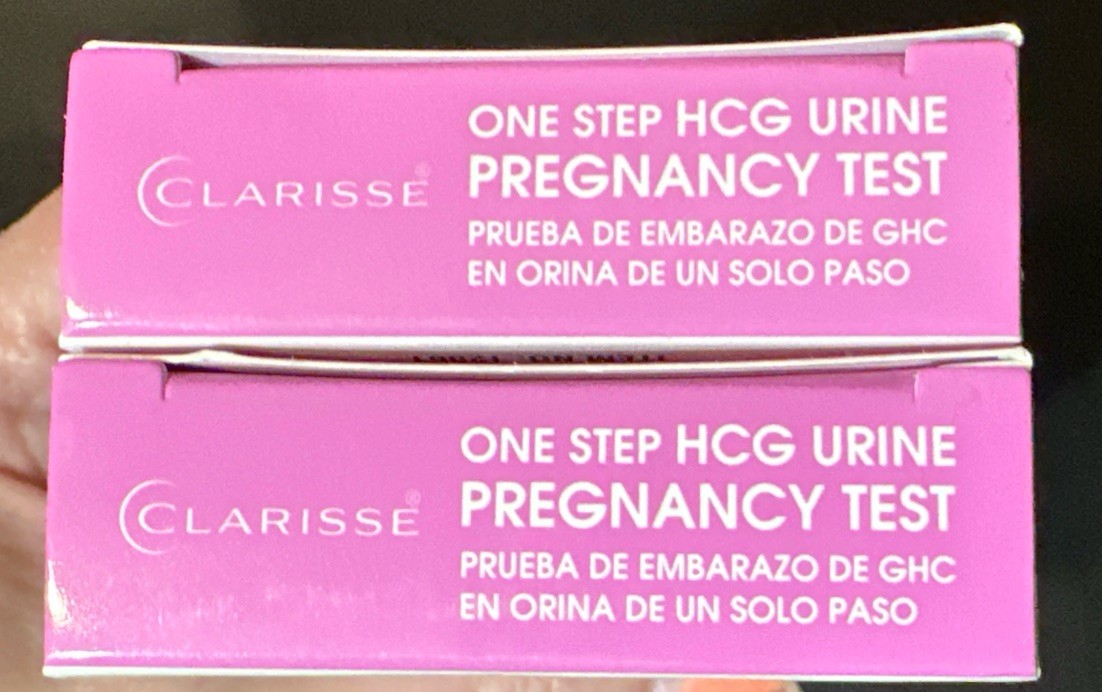 CLARISSE®
ONE STEP HCG URINE
PREGNANCY TEST
PRUEBA DE EMBARAZO DE GHC
EN ORINA DE UN SOLO PASO
CLARISSE®
ONE STEP HCG URINE
PREGNANCY TEST
PRUEBA DE EMBARAZO DE GHC
EN ORINA DE UN SOLO PASO